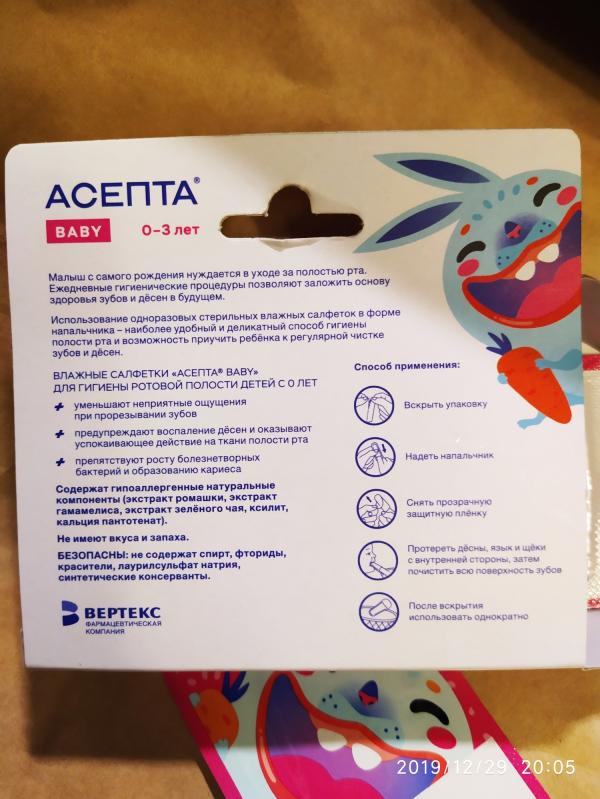 АСЕПТА®
BABY 0–3 лет
Малыш с самого рождения нуждается в уходе за полостью рта.
Ежедневные гигиенические процедуры позволяют заложить основу
здоровья зубов и дёсен в будущем.
Использование одноразовых стерильных влажных салфеток в форме
напальчника – наиболее удобный и деликатный способ гигиены
полости рта и возможность приучить ребёнка к регулярной чистке
зубов и дёсен.
ВЛАЖНЫЕ САЛФЕТКИ «АСЕПТА® BABY»
ДЛЯ ГИГИЕНЫ РОТОВОЙ ПОЛОСТИ ДЕТЕЙ С 0 ЛЕТ
+ уменьшают неприятные ощущения
при прорезывании зубов
+ предупреждают воспаление дёсен и оказывают
успокаивающее действие на ткани полости рта
+ препятствуют росту болезнетворных
бактерий и образованию кариеса
Содержат гипоаллергенные натуральные
компоненты (экстракт ромашки, экстракт
гамамелиса, экстракт зелёного чая, ксилит,
кальция пантотенат).
Не имеют вкуса и запаха.
БЕЗОПАСНЫ: не содержат спирт, фториды,
красители, лаурилсульфат натрия,
синтетические консерванты.
ВЕРТЕКС
ФАРМАЦЕВТИЧЕСКАЯ
КОМПАНИЯ
Способ применения:
Вскрыть упаковку
Надеть напальчник
Снять прозрачную
защитную плёнку
Протереть дёсны, язык и щёки
с внутренней стороны, затем
почистить всю поверхность зубов
После вскрытия
использовать однократно
2019/12/29 20:05